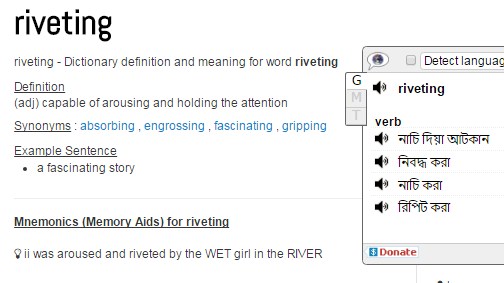 riveting
riveting - Dictionary definition and meaning for word riveting
Definition
(adj) capable of arousing and holding the attention
Synonyms : absorbing , engrossing , fascinating , gripping
Example Sentence
a fascinating story
Mnemonics (Memory Aids) for riveting
ii was aroused and riveted by the WET girl in the RIVER
Detect languag
G
M
T
riveting
verb
নাচি দিয়া আটকান
নিবদ্ধ করা
নাচি করা
রিপিট করা
Donate